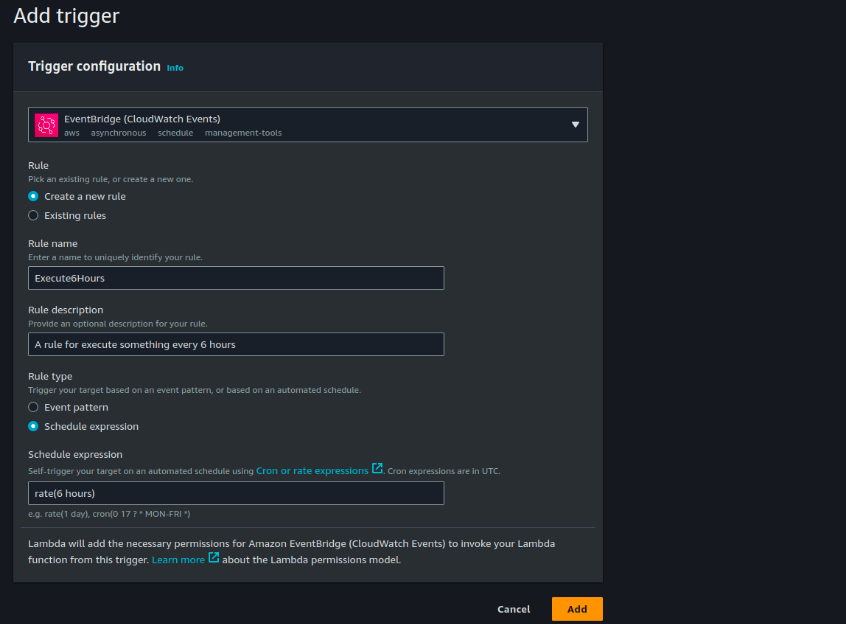 Add trigger
Trigger configuration Info
EventBridge (CloudWatch Events)
aws asynchronous schedule management-tools
Rule
Pick an existing rule, or create a new one.
Create a new rule
Existing rules
Rule name
Enter a name to uniquely identify your rule.
Execute6Hours
Rule description
Provide an optional description for your rule.
A rule for execute something every 6 hours
Rule type
Trigger your target based on an event pattern, or based on an automated schedule.
Event pattern
Schedule expression
Schedule expression
Self-trigger your target on an automated schedule using Cron or rate expressions. Cron expressions are in UTC.
rate(6 hours)
e.g. rate(1 day), cron(0 17 ? * MON-FRI *)
Lambda will add the necessary permissions for Amazon EventBridge (CloudWatch Events) to invoke your Lambda
function from this trigger. Learn more about the Lambda permissions model.
Cancel Add